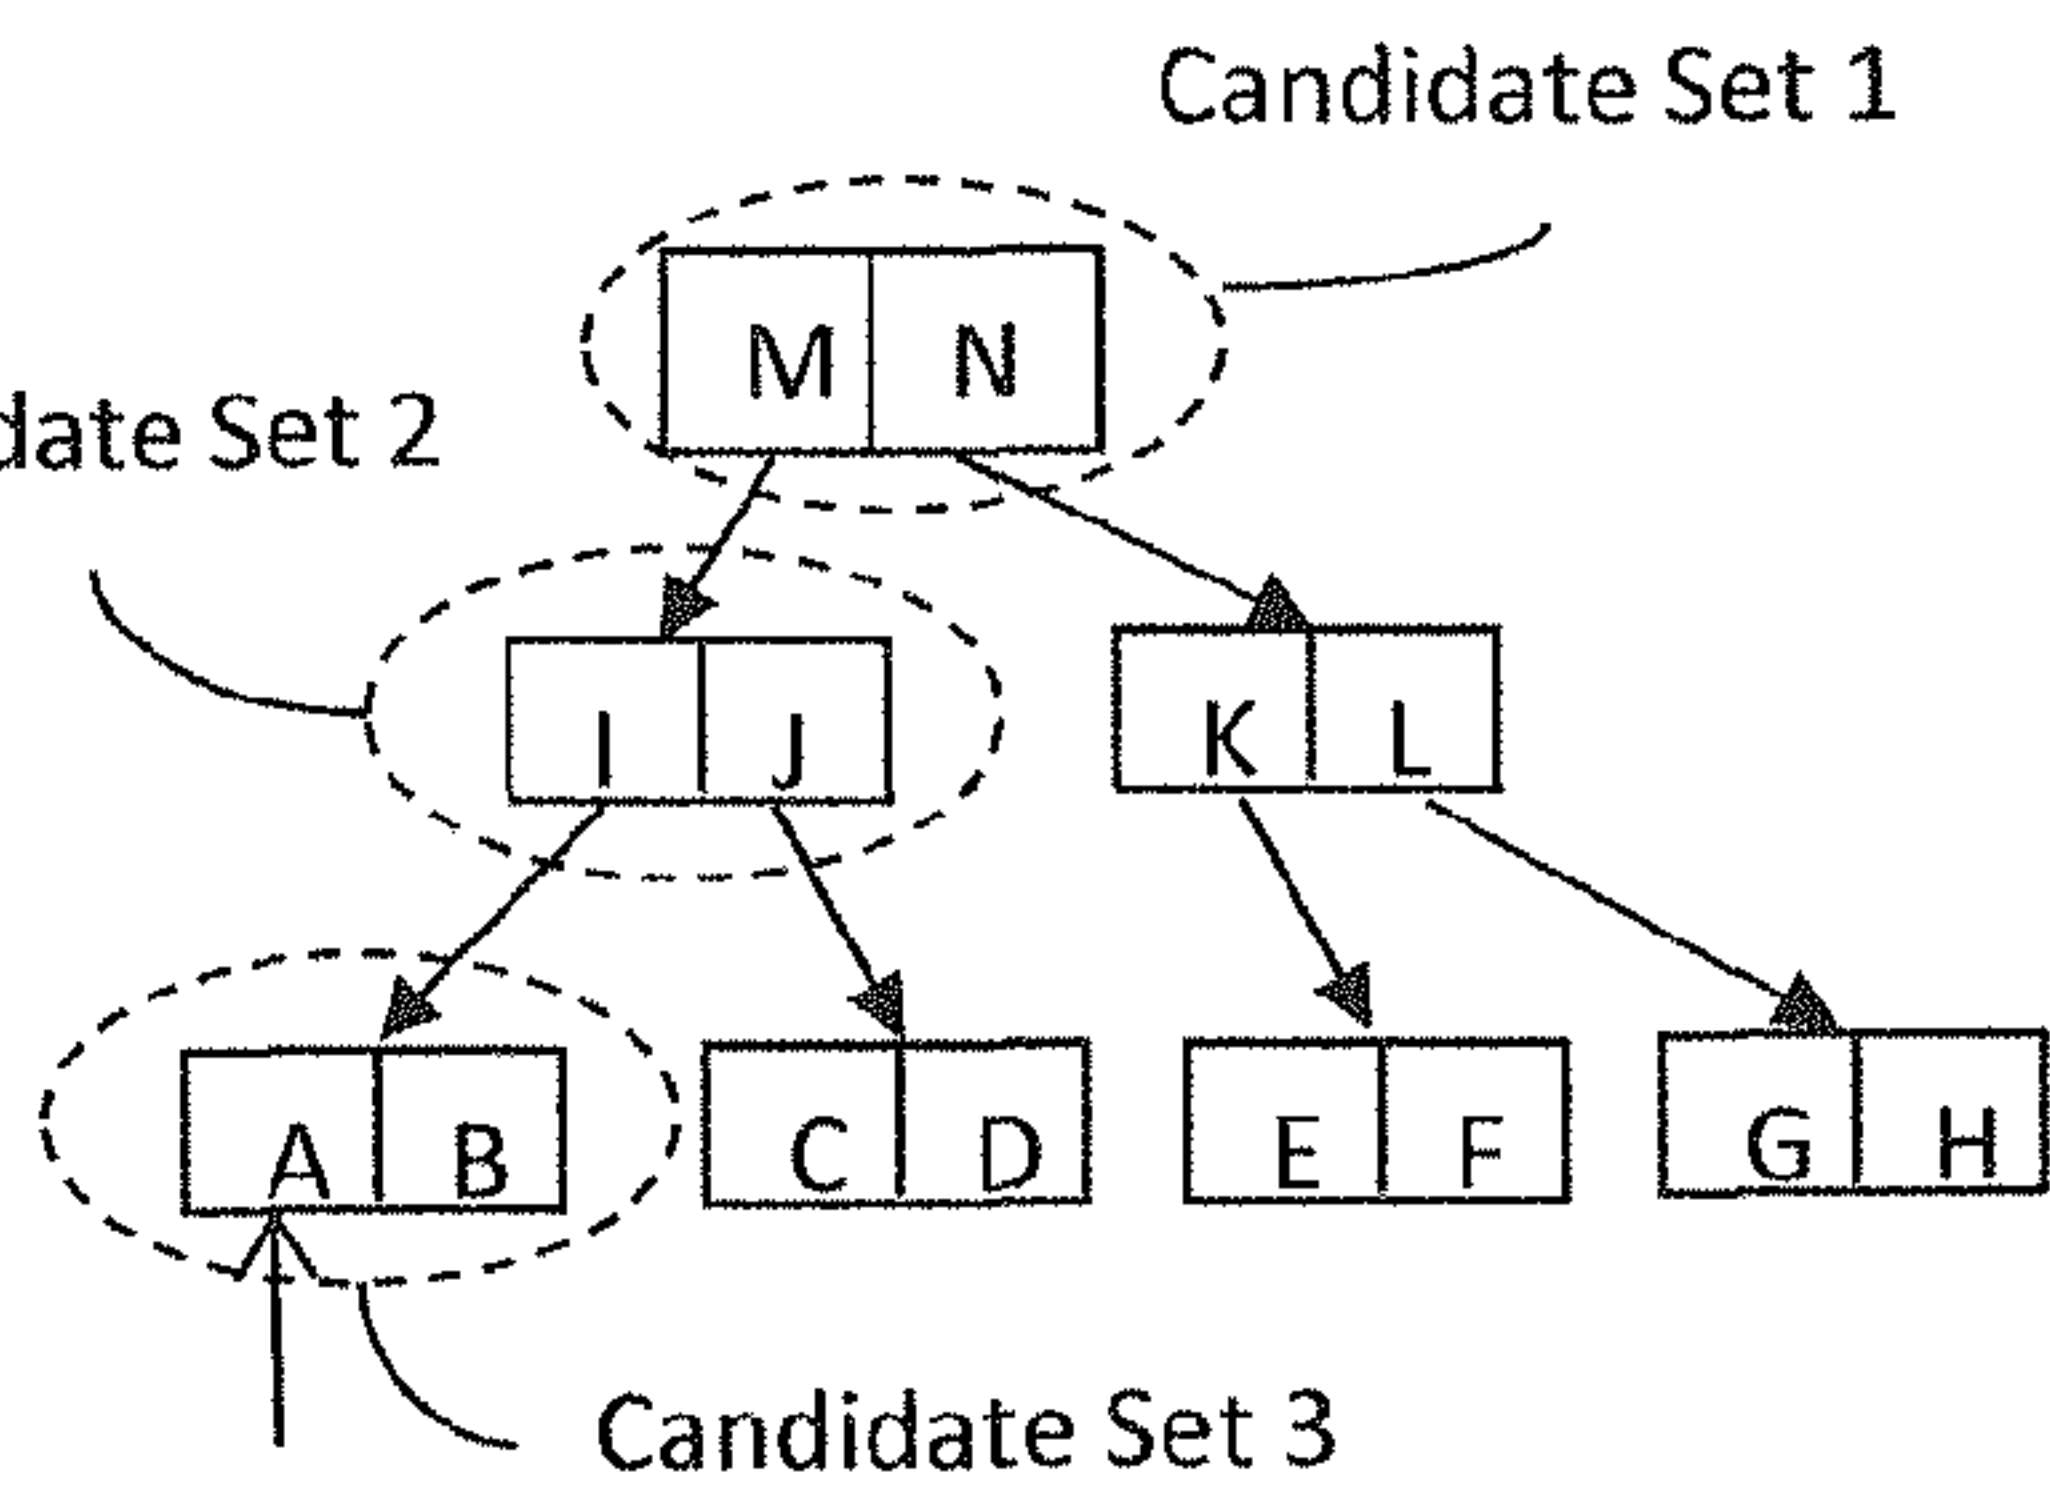 Candidate Set 1
M N
date Set 2
I J K L
A B C D E F G H
Candidate Set 3